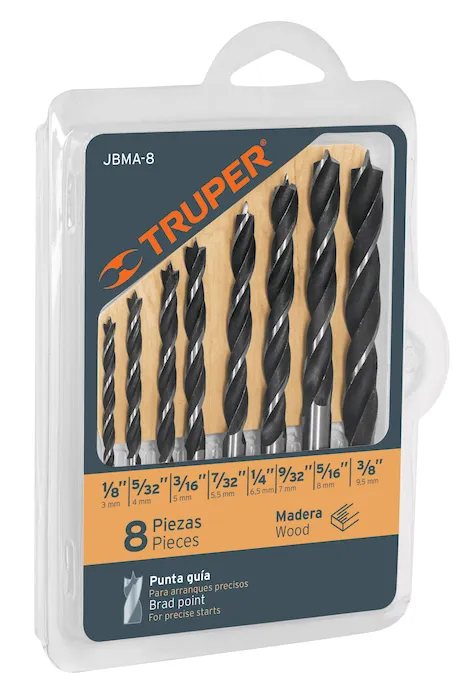 JBMA-8
TRUPER®
1/8" 5/32" 3/16" 7/32" 1/4" 9/32" 5/16" 3/8"
3 mm 4 mm 5 mm 5,5 mm 6,5 mm 7 mm 8 mm 9,5 mm
8 Piezas
Pieces
Madera
Wood
Punta guía
Para arranques precisos
Brad point
For precise starts